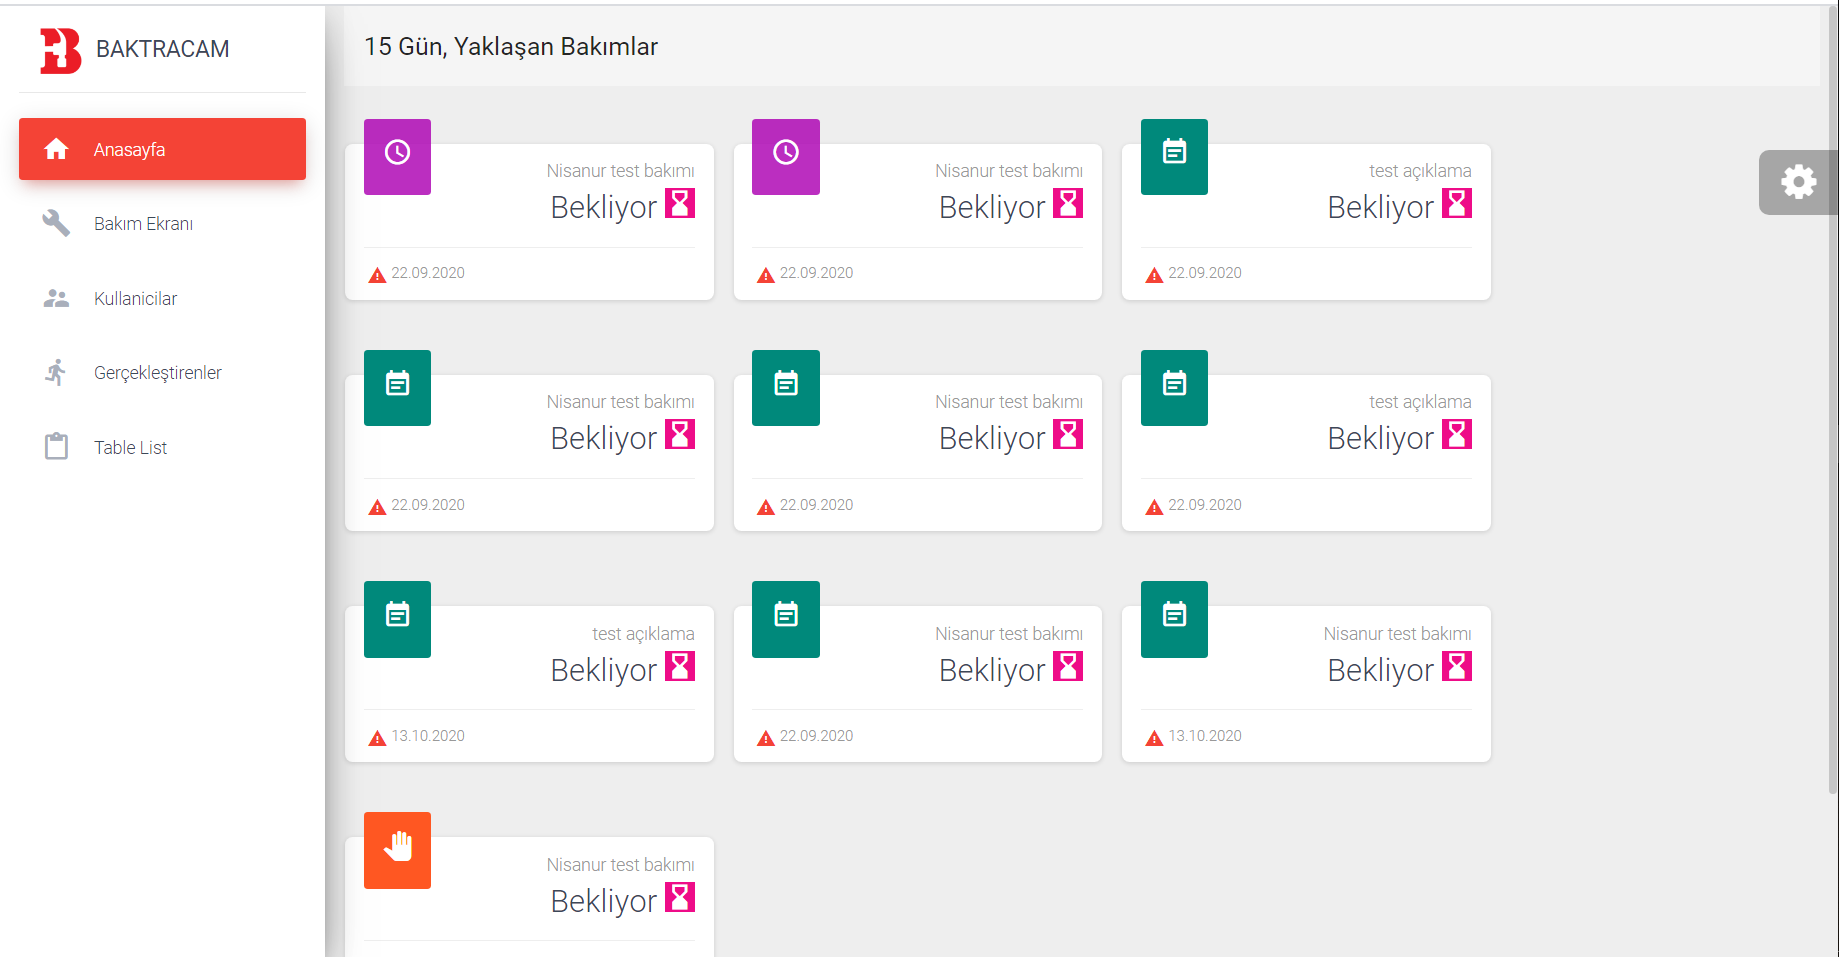 BAKTRACAM
Anasayfa
Bakım Ekranı
Kullanicilar
Gerçekleştirenler
Table List
15 Gün, Yaklaşan Bakımlar
Nisanur test bakımı
Bekliyor
22.09.2020
Nisanur test bakımı
Bekliyor
22.09.2020
test açıklama
Bekliyor
22.09.2020
Nisanur test bakımı
Bekliyor
22.09.2020
Nisanur test bakımı
Bekliyor
22.09.2020
test açıklama
Bekliyor
22.09.2020
test açıklama
Bekliyor
13.10.2020
Nisanur test bakımı
Bekliyor
22.09.2020
Nisanur test bakımı
Bekliyor
13.10.2020
Nisanur test bakımı
Bekliyor